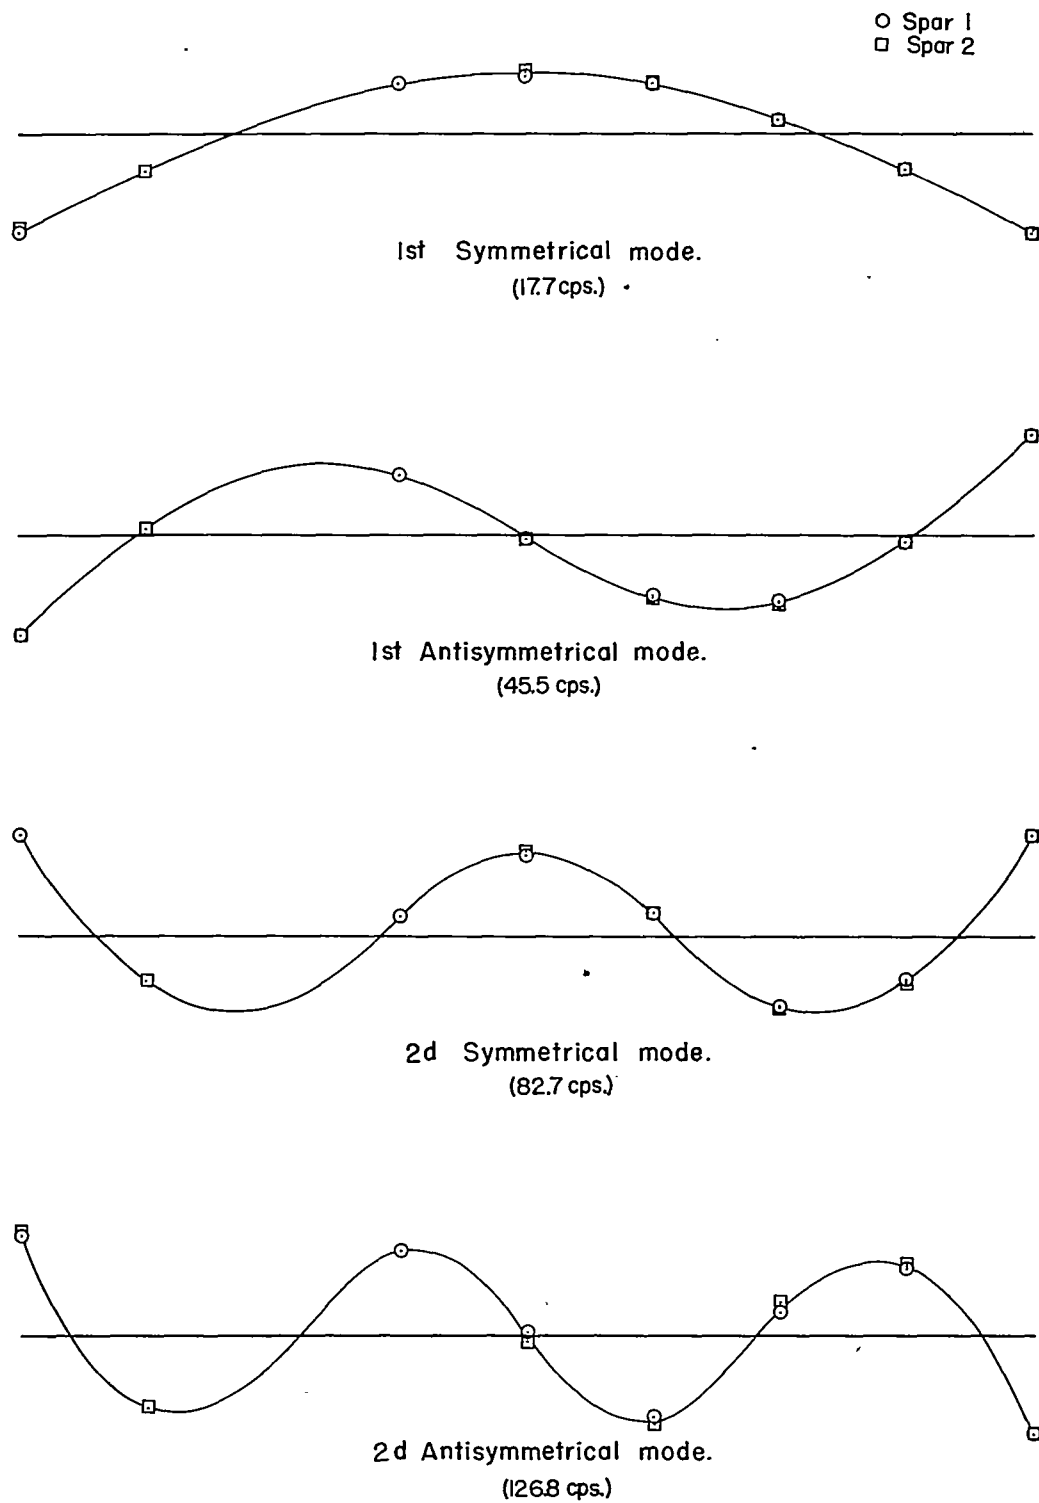 Spar 1
Spar 2
1st Symmetrical mode.
(17.7 cps.)
1st Antisymmetrical mode.
(45.5 cps.)
2d Symmetrical mode.
(82.7 cps.)
2d Antisymmetrical mode.
(126.8 cps.)